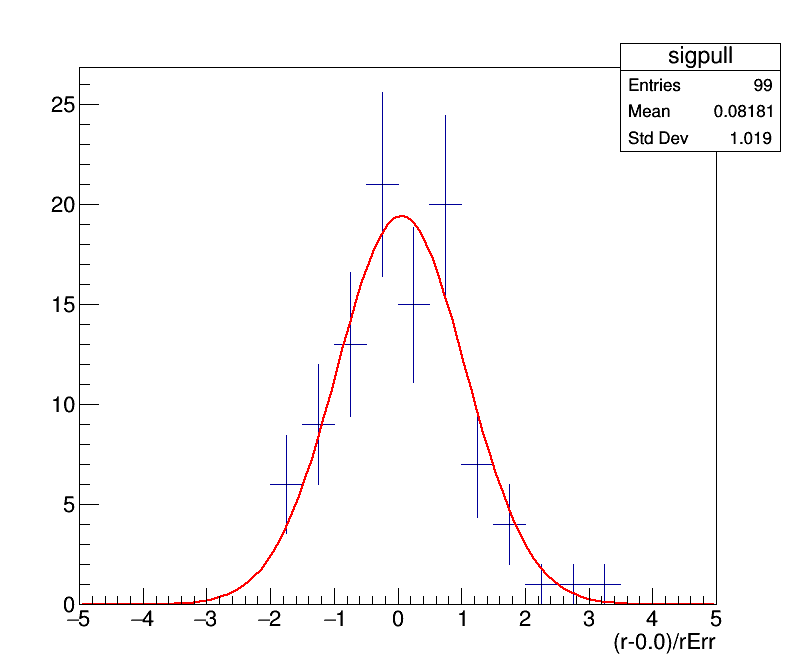 sigpull
Entries 99
Mean 0.08181
Std Dev 1.019
25
20
15
10
5
0
−5 −4 −3 −2 −1 0 1 2 3 4 5
(r-0.0)/rErr